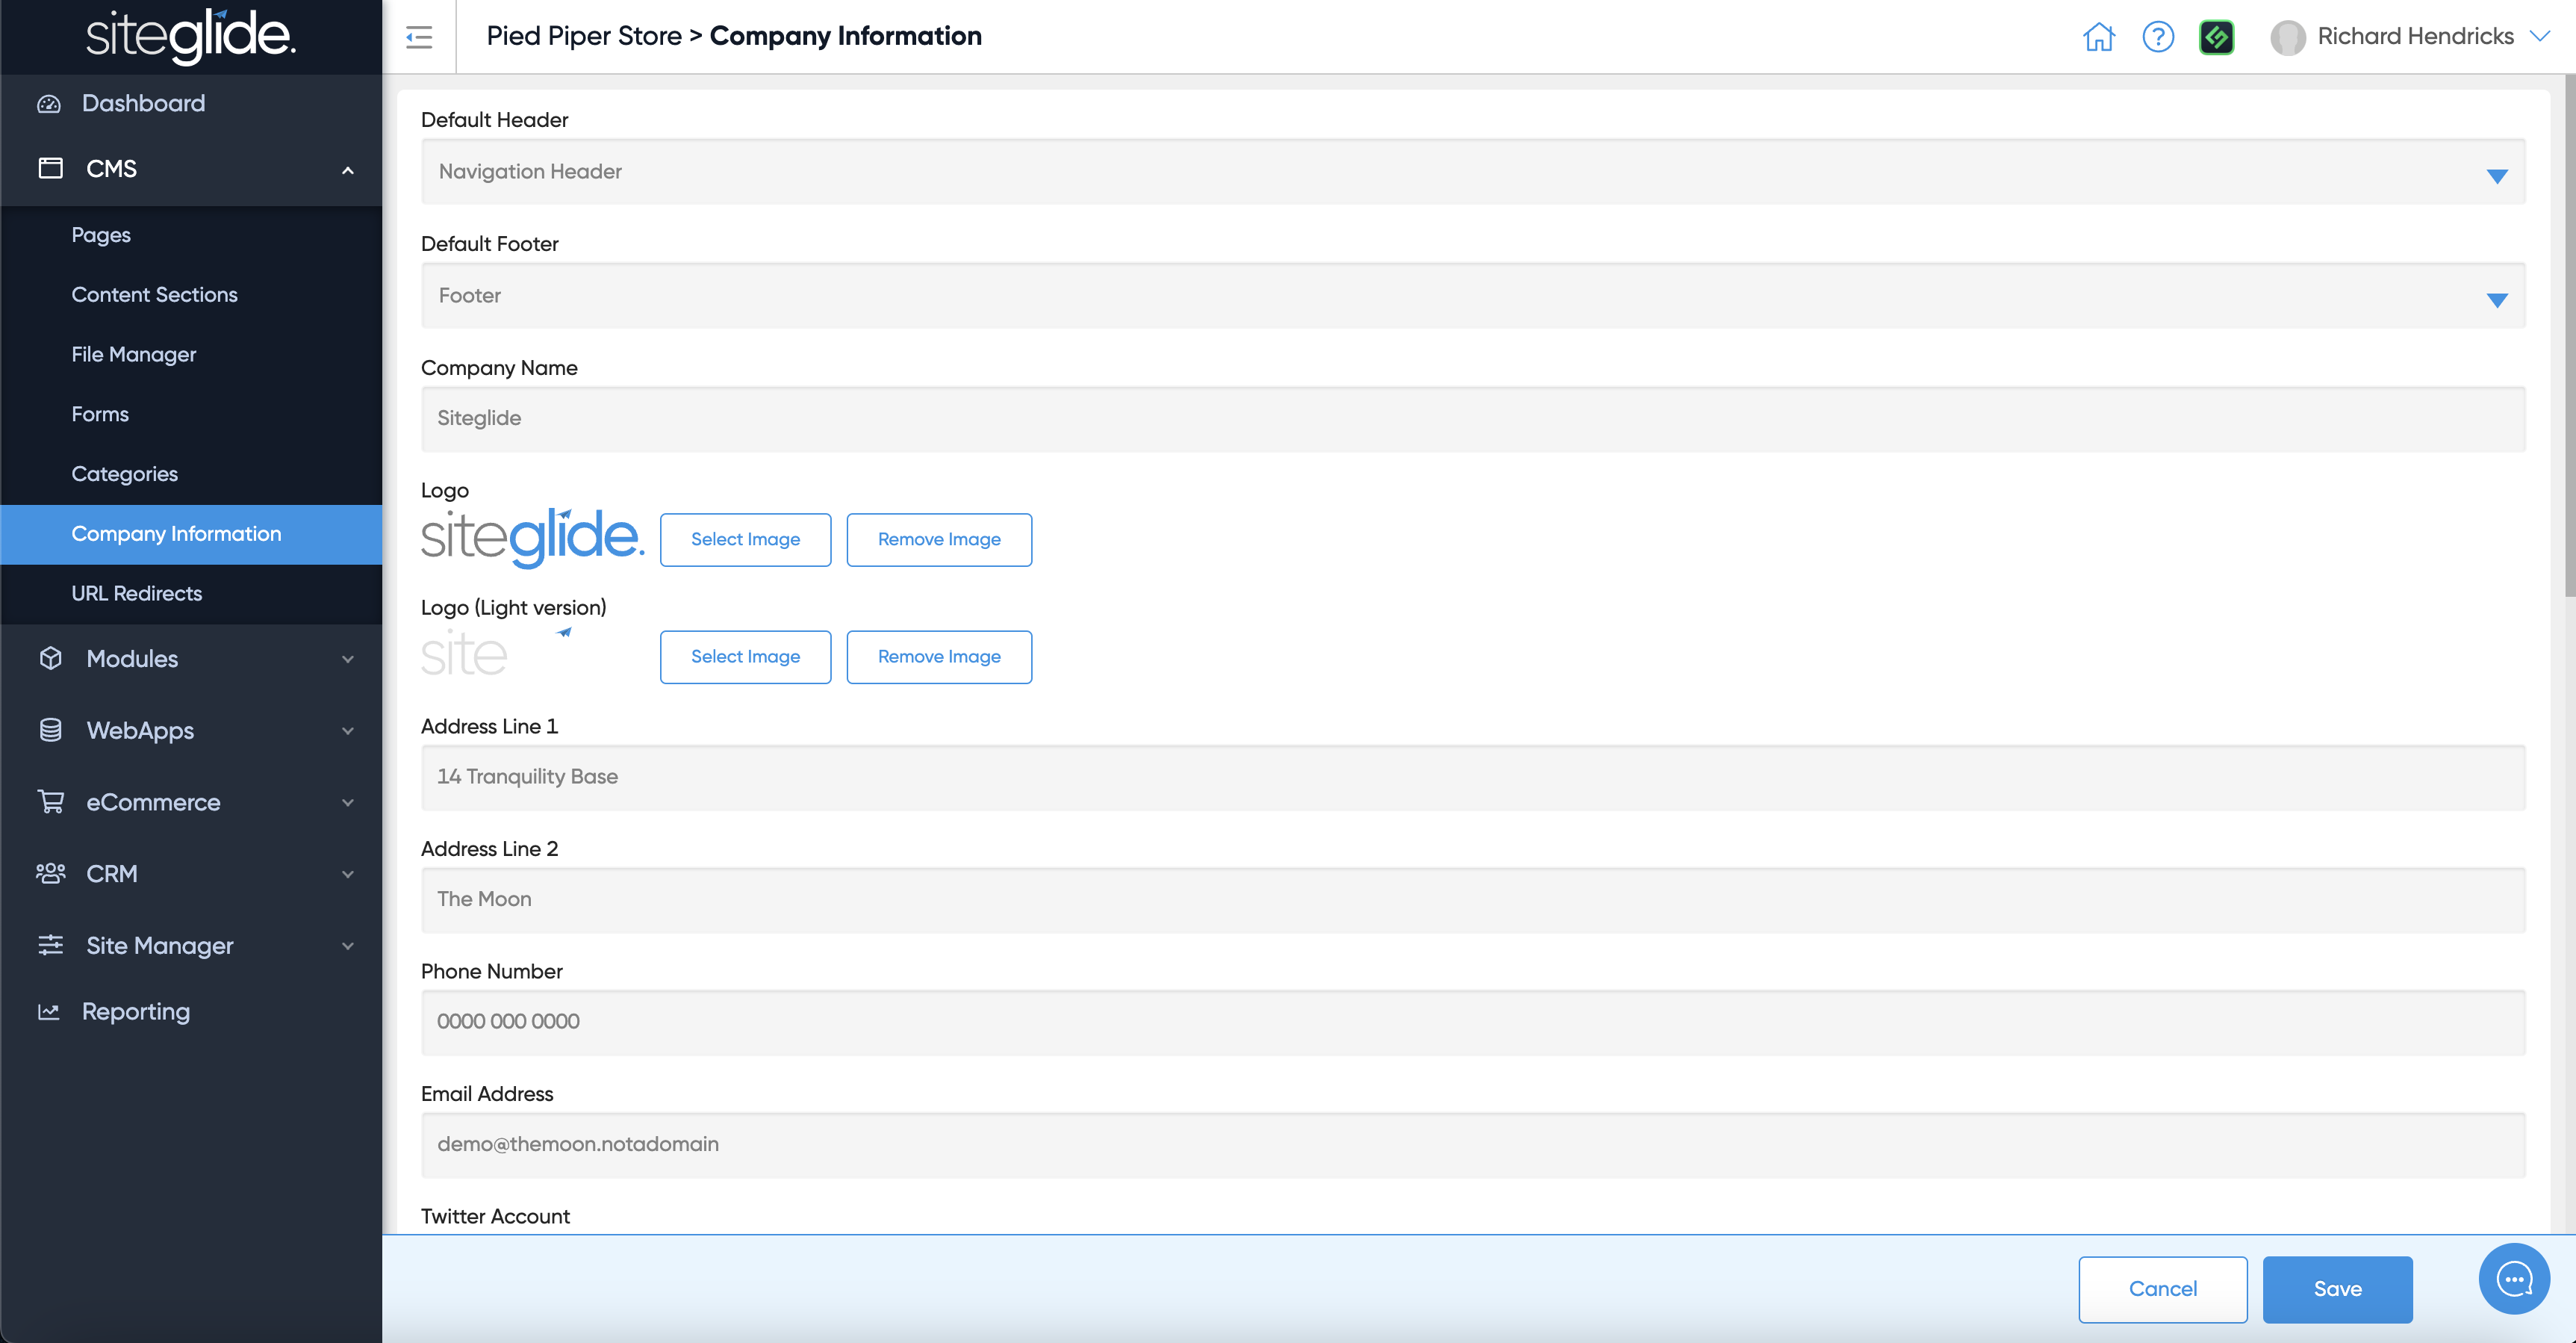 siteglide.
Pied Piper Store > Company Information
Richard Hendricks
Dashboard
CMS
Pages
Content Sections
File Manager
Forms
Categories
Company Information
URL Redirects
Modules
WebApps
eCommerce
CRM
Site Manager
Reporting
Default Header
Navigation Header
Default Footer
Footer
Company Name
Siteglide
Logo
siteglide.
Select Image
Remove Image
Logo (Light version)
site
Select Image
Remove Image
Address Line 1
14 Tranquility Base
Address Line 2
The Moon
Phone Number
0000 000 0000
Email Address
demo@themoon.notadomain
Twitter Account
Cancel
Save